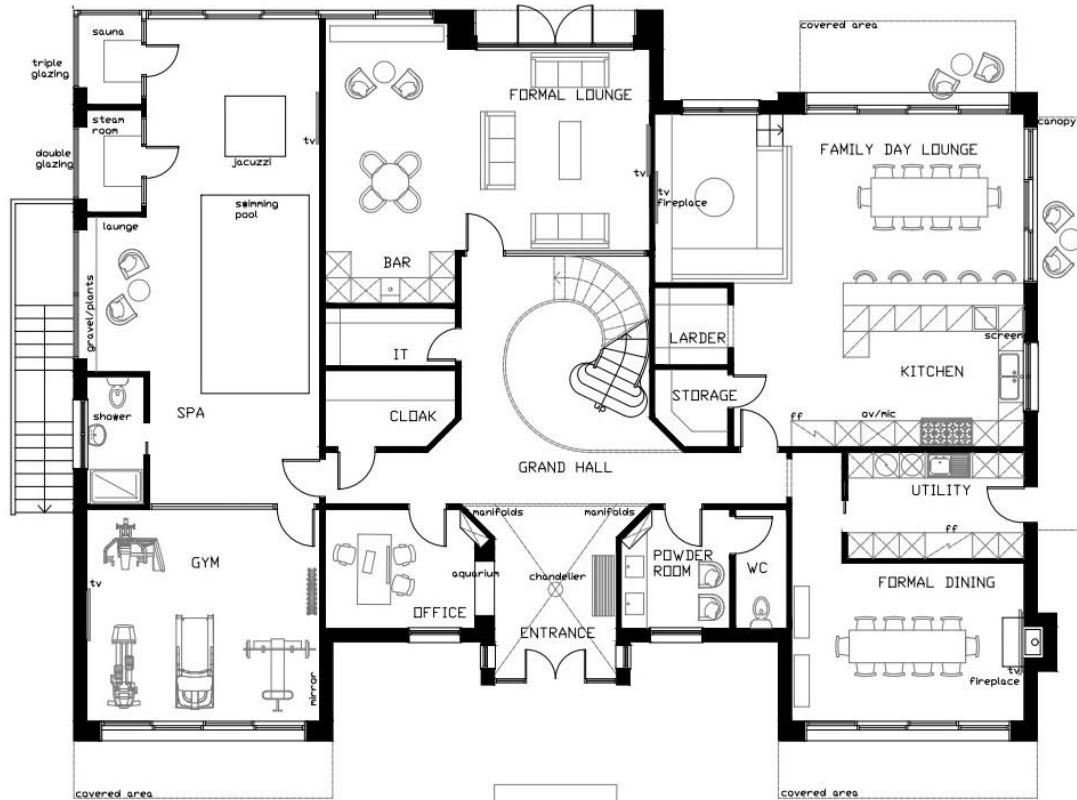 sauna
covered area
triple
glazing
FORMAL LOUNGE
steam
room
canopy
tv
double
glazing
jacuzzi
FAMILY DAY LOUNGE
tv
tv
fireplace
swimming
pool
lounge
BAR
gravel/plants
screen
LARDER
IT
KITCHEN
STORAGE
shower
SPA
CLOAK
ff
ov/mic
GRAND HALL
UTILITY
manifolds
manifolds
ff
GYM
POWDER
ROOM
WC
tv
aquarium
chandelier
FORMAL DINING
OFFICE
ENTRANCE
mirror
tv
fireplace
covered area
covered area